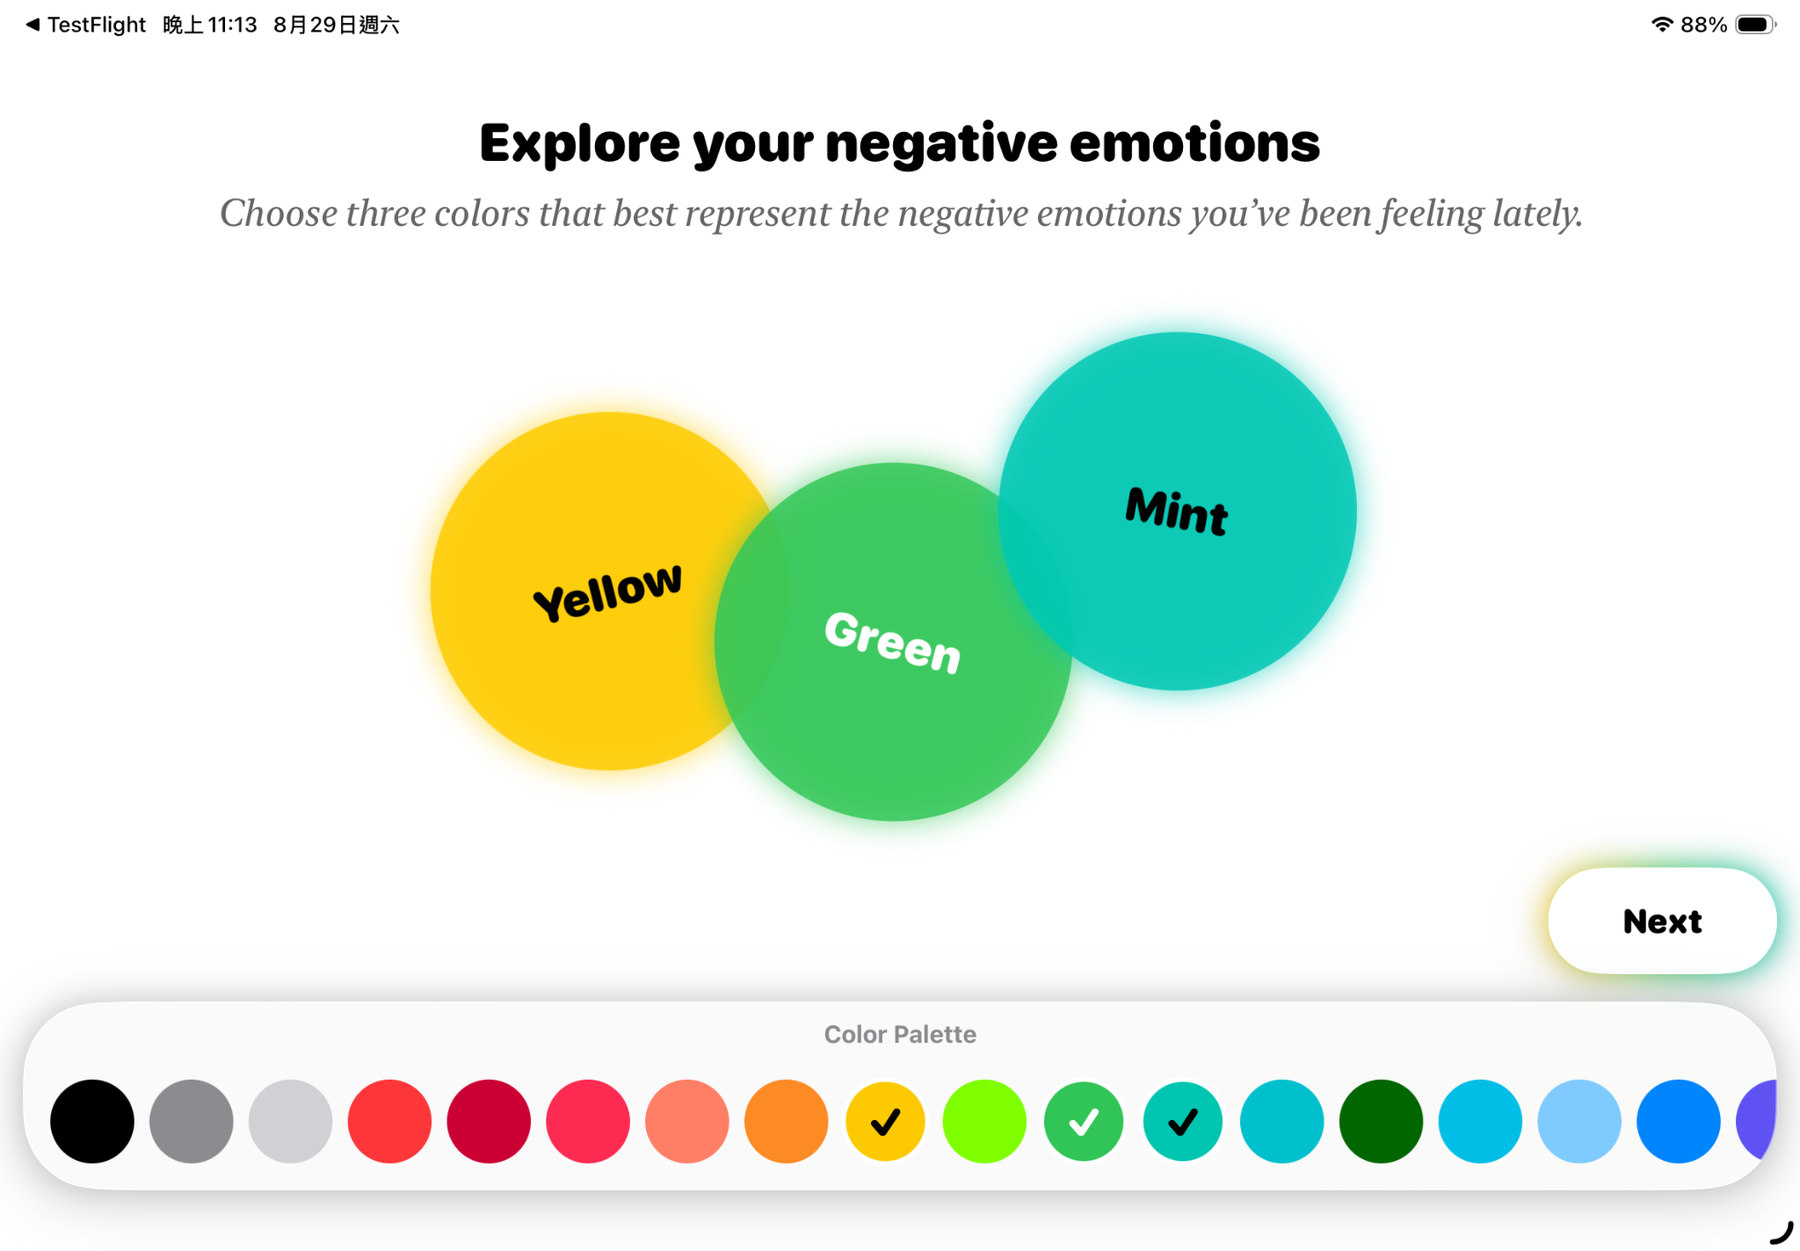 TestFlight 晚上11:13 8月29日週六 88%
Explore your negative emotions
Choose three colors that best represent the negative emotions you’ve been feeling lately.
Mint
Yellow
Green
Next
Color Palette